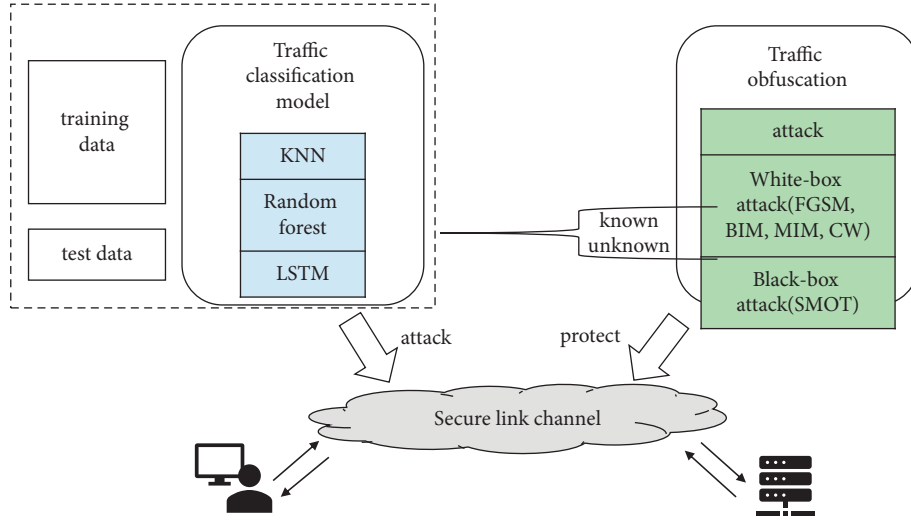 training
data
test data
Traffic
classification
model
KNN
Random
forest
LSTM
known
unknown
Traffic
obfuscation
attack
White-box
attack(FGSM,
BIM, MIM, CW)
Black-box
attack(SMOT)
attack
protect
Secure link channel